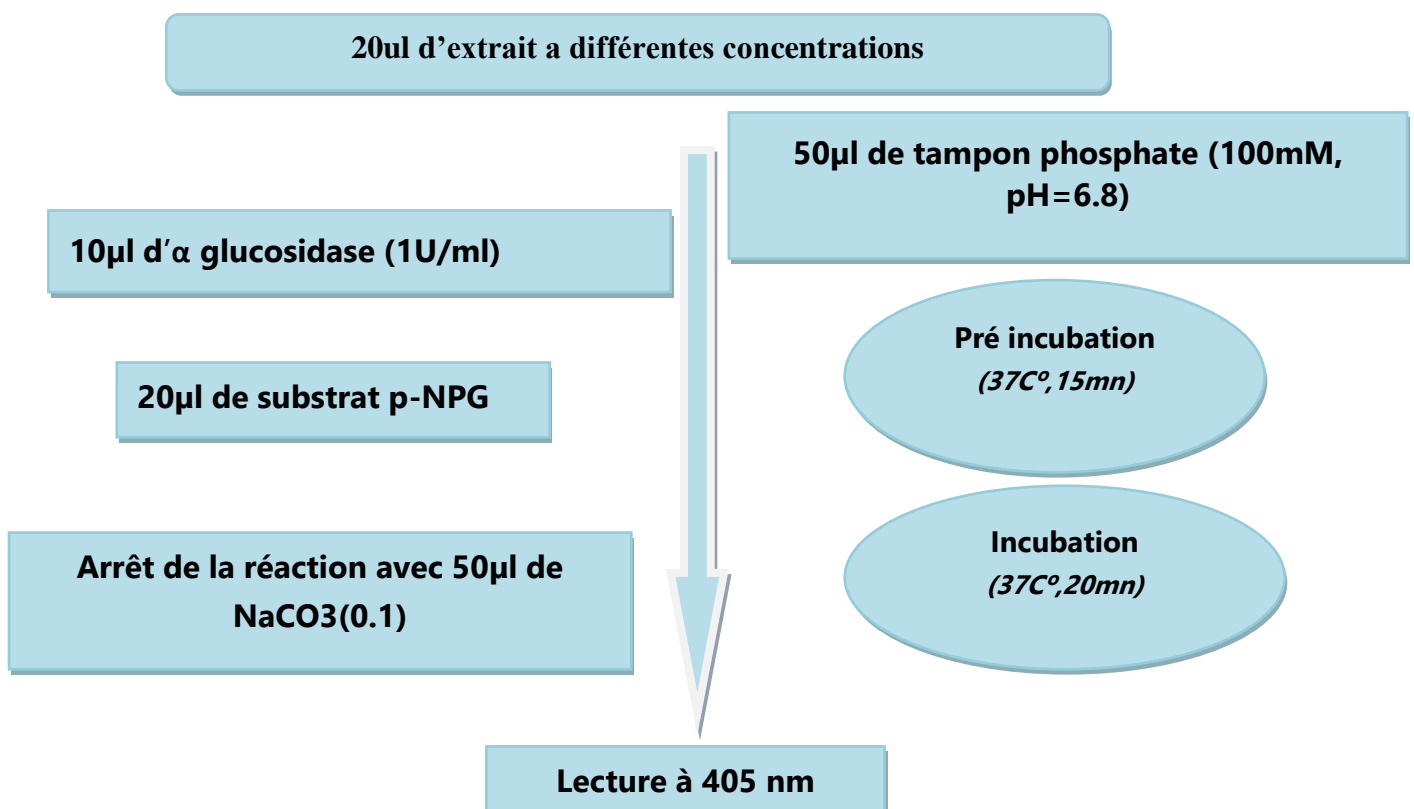 20ul d’extrait a différentes concentrations
50µl de tampon phosphate (100mM,
pH=6.8)
10µl d’α glucosidase (1U/ml)
Pré incubation
(37Cº,15mn)
20µl de substrat p-NPG
Incubation
(37Cº,20mn)
Arrêt de la réaction avec 50µl de
NaCO3(0.1)
Lecture à 405 nm